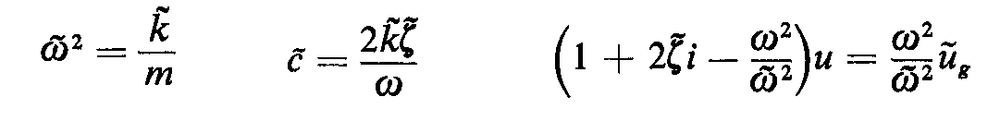 ω̃² = k̃/m    c̃ = 2k̃ζ̃/ω    (1 + 2ζ̃i − ω²/ω̃²)u = ω²/ω̃² ũ_g